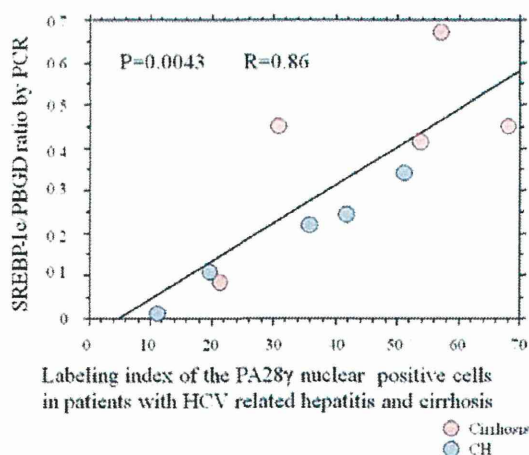 P=0.0043 R=0.86
SREBP-1c/PBGD ratio by PCR
0.7
0.6
0.5
0.4
0.3
0.2
0.1
0
0 10 20 30 40 50 60 70
Labeling index of the PA28γ nuclear positive cells
in patients with HCV related hepatitis and cirrhosis
Cirrhosis
CH